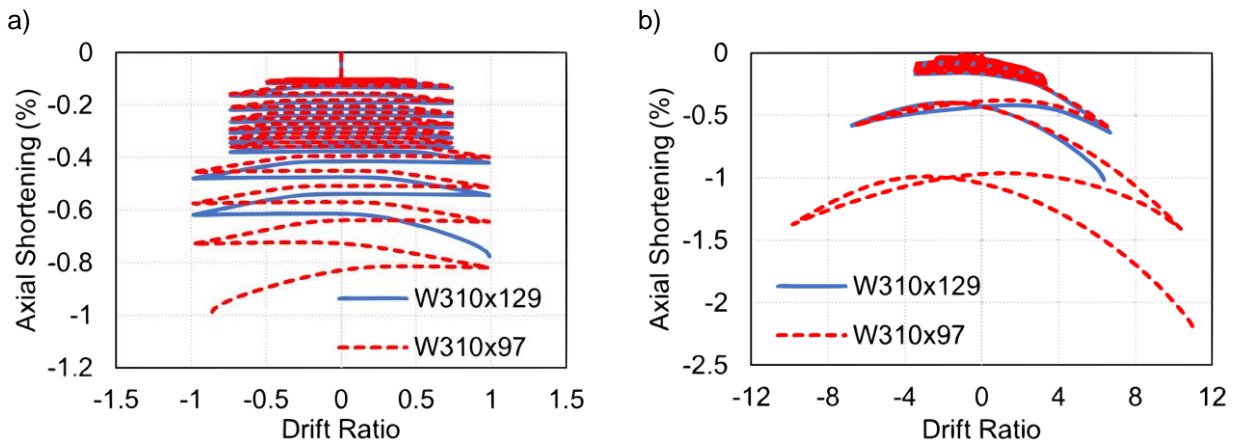 a)
0
-0.2
-0.4
-0.6
-0.8
-1
-1.2
Axial Shortening (%)
W310x129
W310x97
-1.5
-1
-0.5
0
0.5
1
1.5
Drift Ratio
b)
0
-0.5
-1
-1.5
-2
-2.5
Axial Shortening (%)
W310x129
W310x97
-12
-8
-4
0
4
8
12
Drift Ratio